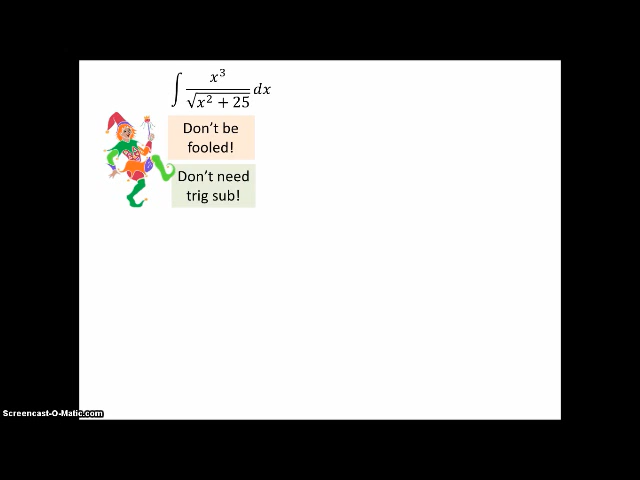 ∫ x³ / √(x² + 25) dx
Don't be
fooled!
Don't need
trig sub!
Screencast-O-Matic.com